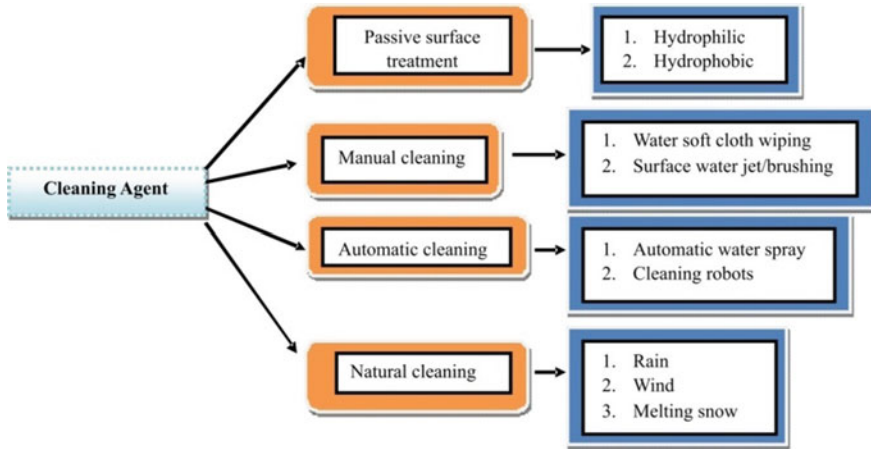 Cleaning Agent
Passive surface
treatment
1. Hydrophilic
2. Hydrophobic
Manual cleaning
1. Water soft cloth wiping
2. Surface water jet/brushing
Automatic cleaning
1. Automatic water spray
2. Cleaning robots
Natural cleaning
1. Rain
2. Wind
3. Melting snow